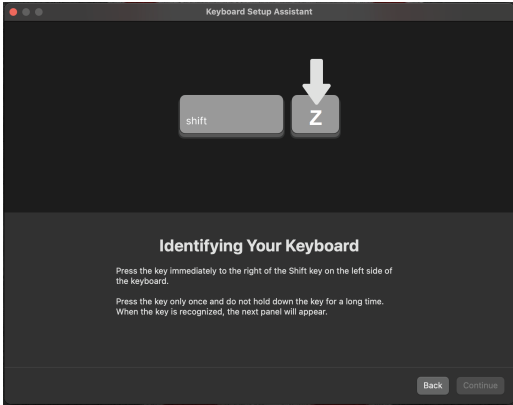 Keyboard Setup Assistant
shift
Z
Identifying Your Keyboard
Press the key immediately to the right of the Shift key on the left side of
the keyboard.
Press the key only once and do not hold down the key for a long time.
When the key is recognized, the next panel will appear.
Back
Continue